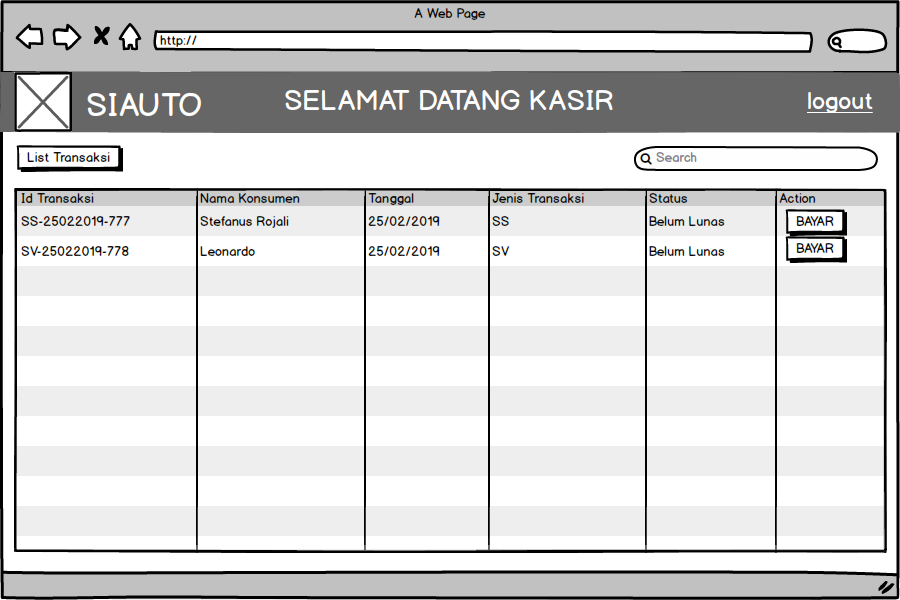 A Web Page
http://
SIAUTO
SELAMAT DATANG KASIR
logout
List Transaksi
Search
Id Transaksi Nama Konsumen Tanggal Jenis Transaksi Status Action
SS-25022019-777 Stefanus Rojali 25/02/2019 SS Belum Lunas BAYAR
SV-25022019-778 Leonardo 25/02/2019 SV Belum Lunas BAYAR